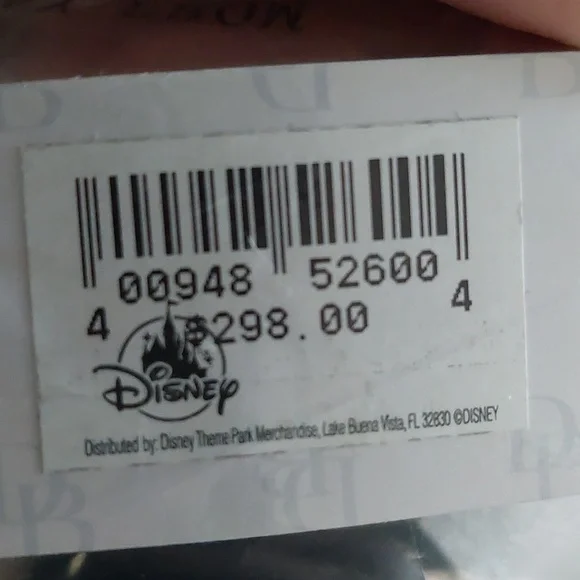 4 00948 52600 4
$298.00
Disney
Distributed by: Disney Theme Park Merchandise, Lake Buena Vista, FL 32830 ©DISNEY